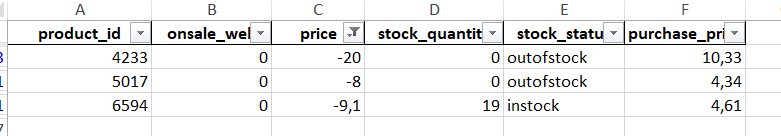 A B C D E F
product_id onsale_wel price stock_quantit stock_statu purchase_pri
4233 0 -20 0 outofstock 10,33
5017 0 -8 0 outofstock 4,34
6594 0 -9,1 19 instock 4,61